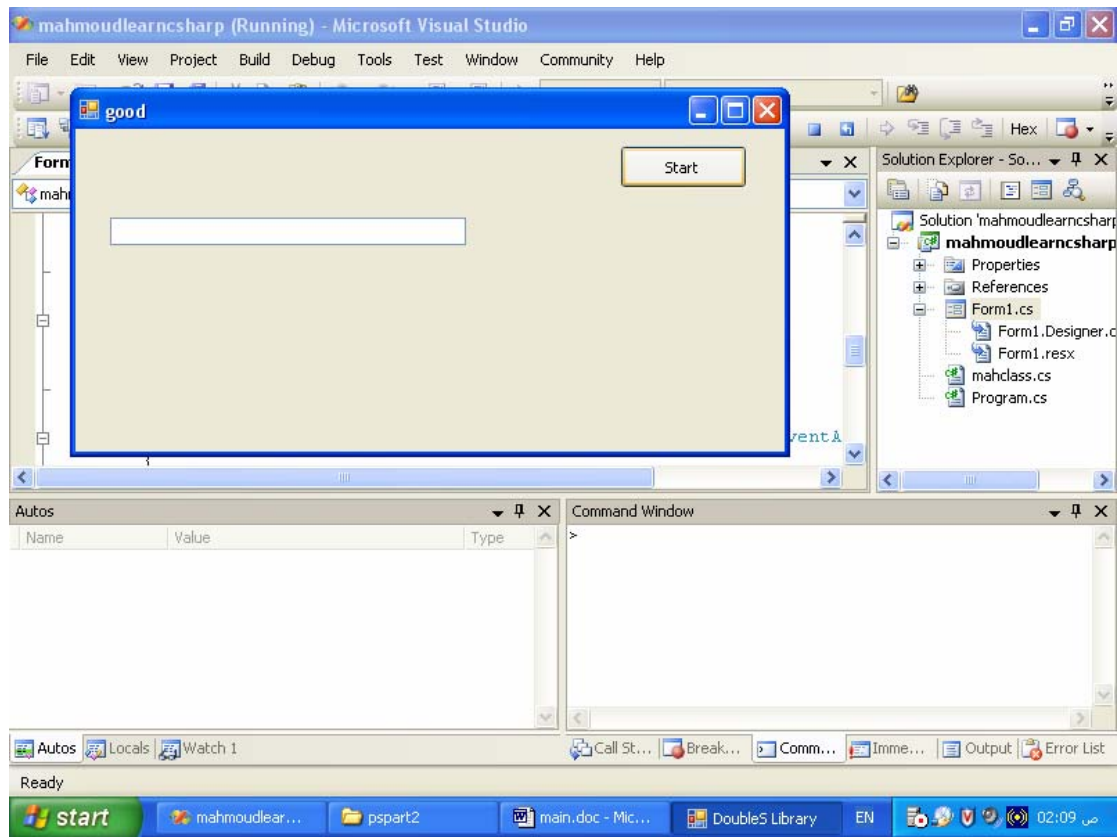 mahmoudlearncsharp (Running) - Microsoft Visual Studio
File Edit View Project Build Debug Tools Test Window Community Help
good
Hex
Start
Form
Solution Explorer - So...
mahm
Solution 'mahmoudlearncsharp
mahmoudlearncsharp
Properties
References
Form1.cs
Form1.Designer.c
Form1.resx
mahclass.cs
Program.cs
ventA
{
Autos
Command Window
Name Value Type
>
Autos Locals Watch 1
Call St... Break... Comm... Imme... Output Error List
Ready
start mahmoudlear... pspart2 main.doc - Mic... DoubleS Library EN 02:09 ص